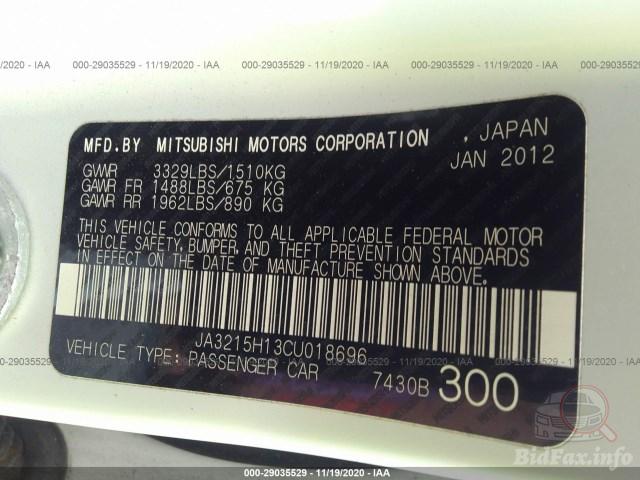 000-29035529 - 11/19/2020 - IAA
MFD.BY MITSUBISHI MOTORS CORPORATION , JAPAN
JAN 2012
GVWR 3329LBS/1510KG
GAWR FR 1488LBS/675 KG
GAWR RR 1962LBS/890 KG
THIS VEHICLE CONFORMS TO ALL APPLICABLE FEDERAL MOTOR
VEHICLE SAFETY, BUMPER, AND THEFT PREVENTION STANDARDS
IN EFFECT ON THE DATE OF MANUFACTURE SHOWN ABOVE.
JA3215H13CU018696
VEHICLE TYPE: PASSENGER CAR 7430B 300
BidFax.info
000-29035529 - 11/19/2020 - IAA